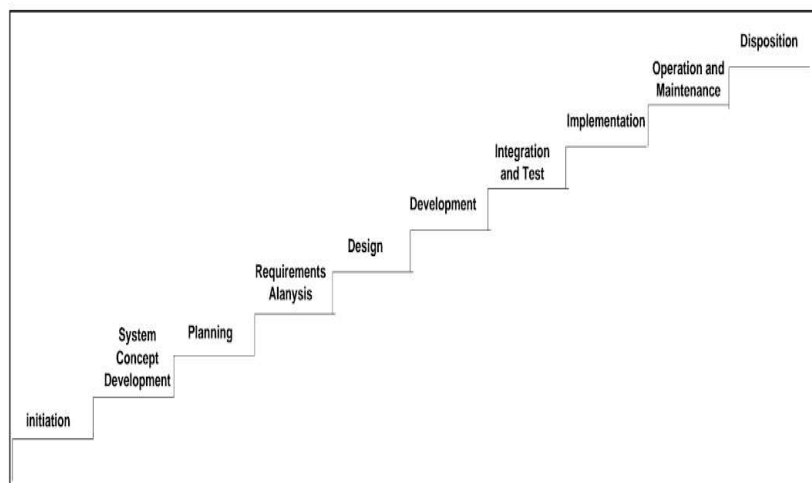 initiation
System
Concept
Development
Planning
Requirements
Alanysis
Design
Development
Integration
and Test
Implementation
Operation and
Maintenance
Disposition